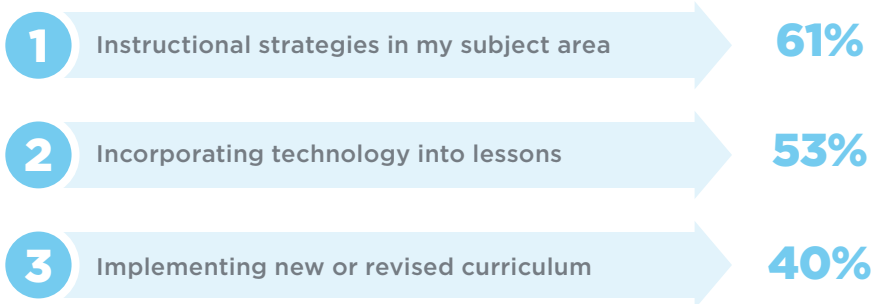 1 Instructional strategies in my subject area 61%
2 Incorporating technology into lessons 53%
3 Implementing new or revised curriculum 40%